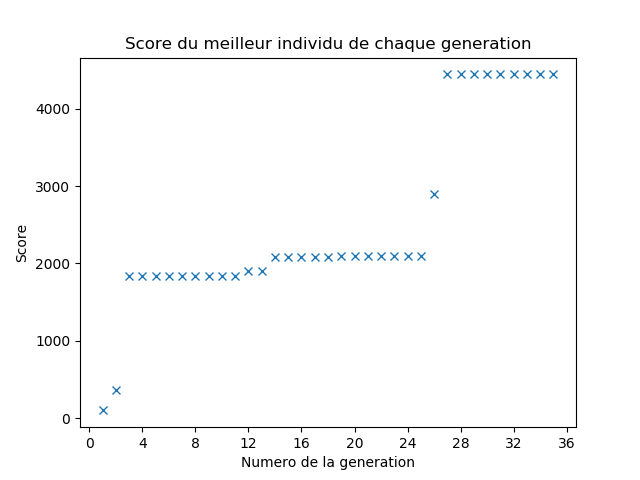 Score du meilleur individu de chaque generation
4000
3000
2000
1000
0
Score
0 4 8 12 16 20 24 28 32 36
Numero de la generation